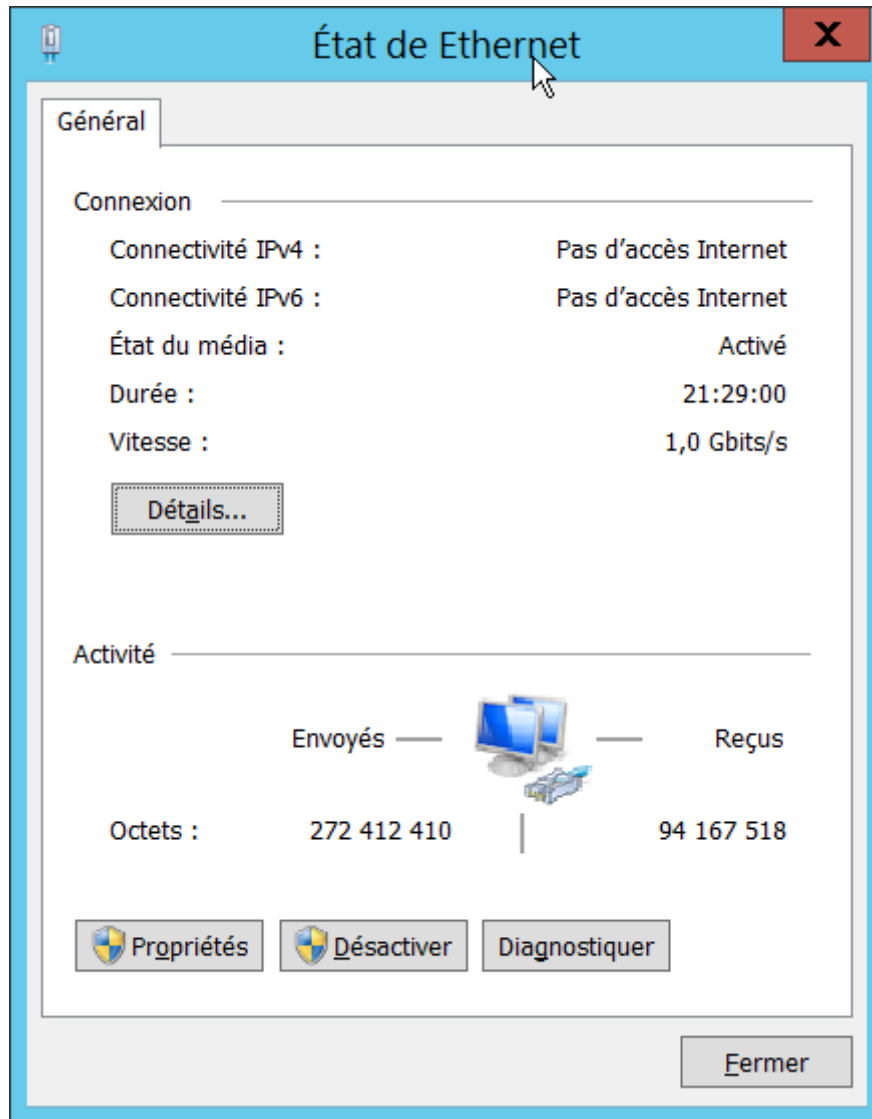 État de Ethernet
Général
Connexion
Connectivité IPv4 : Pas d’accès Internet
Connectivité IPv6 : Pas d’accès Internet
État du média : Activé
Durée : 21:29:00
Vitesse : 1,0 Gbits/s
Détails...
Activité
Envoyés — — Reçus
Octets : 272 412 410 | 94 167 518
Propriétés Désactiver Diagnostiquer
Fermer